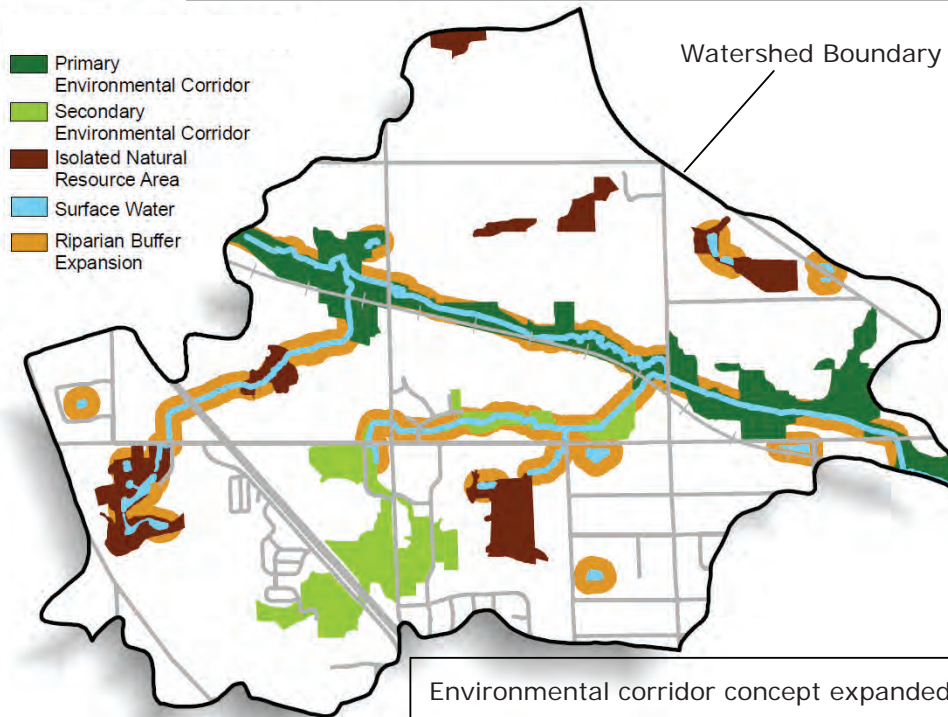 Watershed Boundary
Primary
Environmental Corridor
Secondary
Environmental Corridor
Isolated Natural
Resource Area
Surface Water
Riparian Buffer
Expansion
Environmental corridor concept expanded